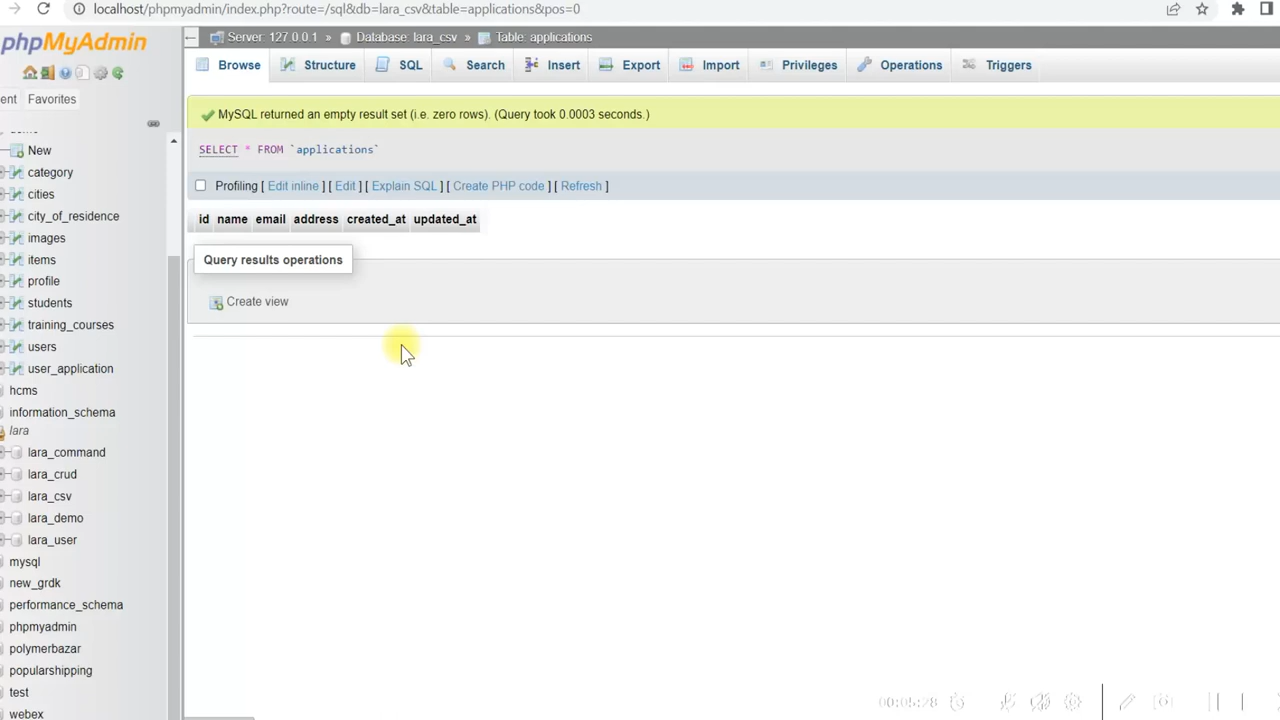 localhost/phpmyadmin/index.php?route=/sql&db=lara_csv&table=applications&pos=0
phpMyAdmin
Server: 127.0.0.1 » Database: lara_csv » Table: applications
Browse Structure SQL Search Insert Export Import Privileges Operations Triggers
ent Favorites
MySQL returned an empty result set (i.e. zero rows). (Query took 0.0003 seconds.)
SELECT * FROM `applications`
Profiling [ Edit inline ] [ Edit ] [ Explain SQL ] [ Create PHP code ] [ Refresh ]
id name email address created_at updated_at
Query results operations
Create view
New
category
cities
city_of_residence
images
items
profile
students
training_courses
users
user_application
hcms
information_schema
lara
lara_command
lara_crud
lara_csv
lara_demo
lara_user
mysql
new_grdk
performance_schema
phpmyadmin
polymerbazar
popularshipping
test
webex
00:05:28